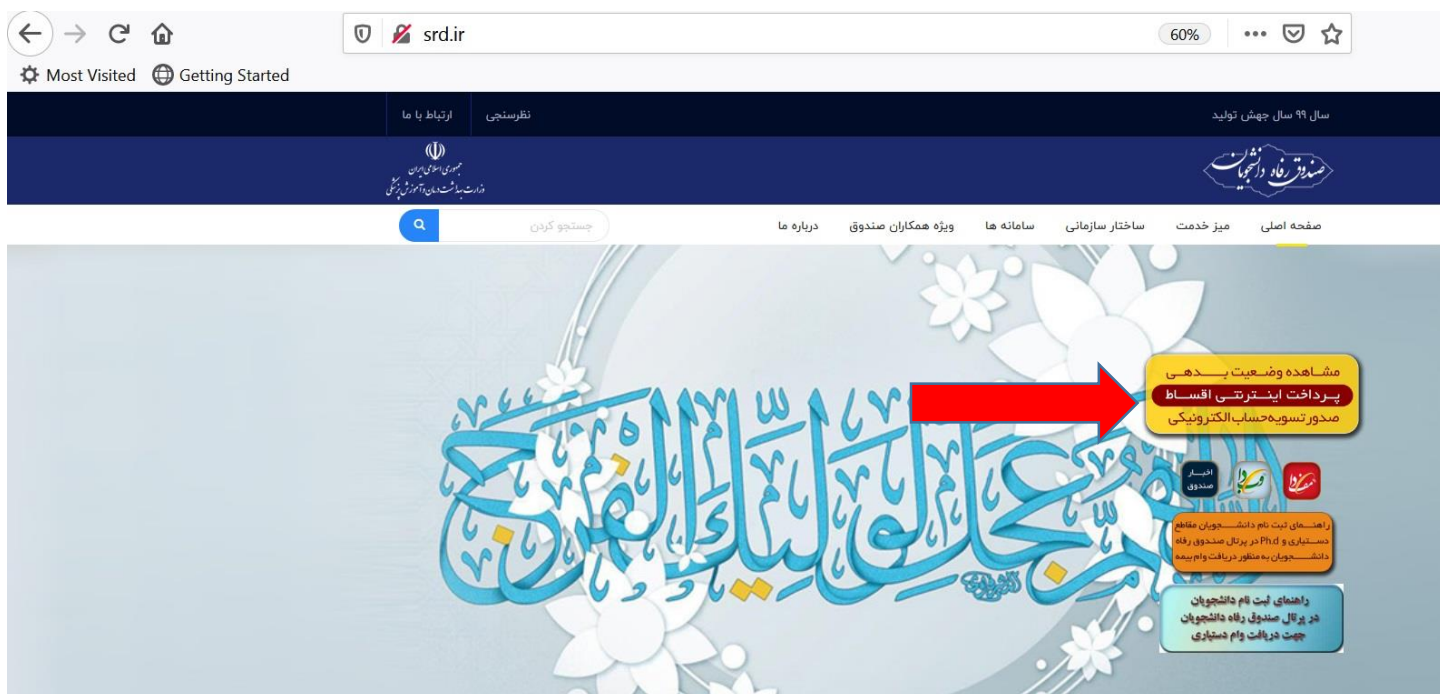 srd.ir
60%
Most Visited
Getting Started
سال ۹۹ سال جهش تولید
نظرسنجی
ارتباط با ما
صندوق رفاه دانشجویان
جمهوری اسلامی ایران
وزارت بهداشت، درمان و آموزش پزشکی
صفحه اصلی
میز خدمت
ساختار سازمانی
سامانه ها
ویژه همکاران صندوق
درباره ما
جستجو کردن
مشاهده وضعیت بدهی
پرداخت اینترنتی اقساط
صدور تسویه‌حساب الکترونیکی
اللهم عجل لولیک الفرج
اخبار
صندوق
راهنمای ثبت نام دانشجویان مقاطع
دستیاری و Ph.d در پرتال صندوق رفاه
دانشجویان به منظور دریافت وام بیمه
راهنمای ثبت نام دانشجویان
در پرتال صندوق رفاه دانشجویان
جهت دریافت وام دستیاری